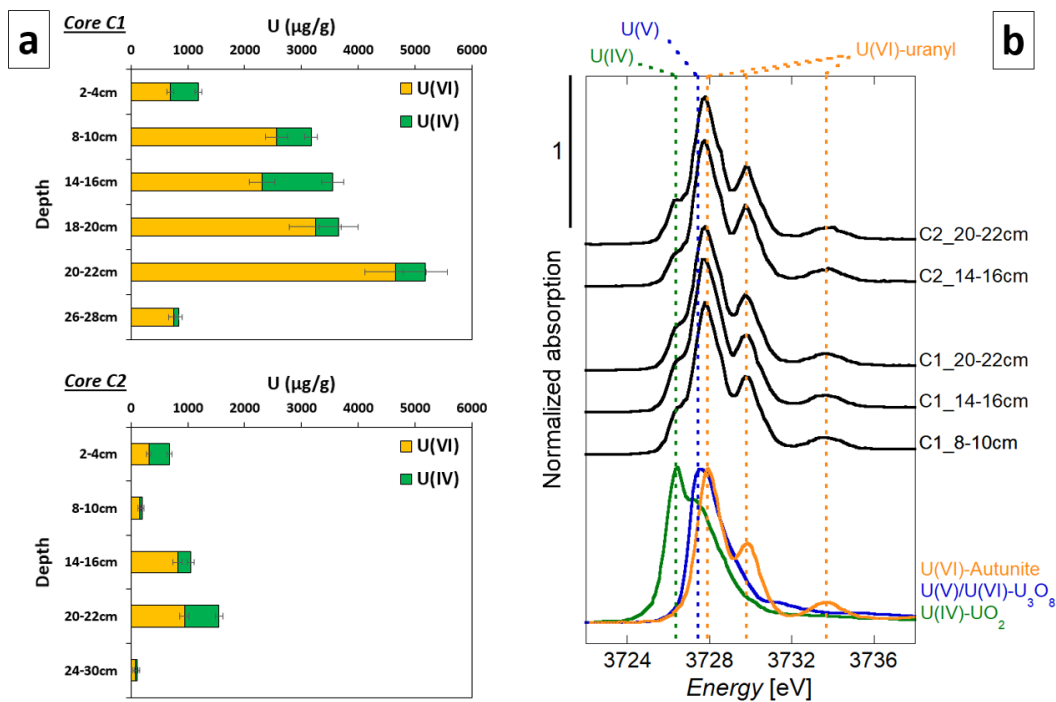 a
Core C1
U (µg/g)
0 1000 2000 3000 4000 5000 6000
U(VI)
U(IV)
2-4cm
8-10cm
14-16cm
18-20cm
20-22cm
26-28cm
Depth
Core C2
U (µg/g)
0 1000 2000 3000 4000 5000 6000
U(VI)
U(IV)
2-4cm
8-10cm
14-16cm
20-22cm
24-30cm
Depth
b
U(V)
U(IV)
U(VI)-uranyl
1
Normalized absorption
C2_20-22cm
C2_14-16cm
C1_20-22cm
C1_14-16cm
C1_8-10cm
U(VI)-Autunite
U(V)/U(VI)-U₃O₈
U(IV)-UO₂
3724 3728 3732 3736
Energy [eV]